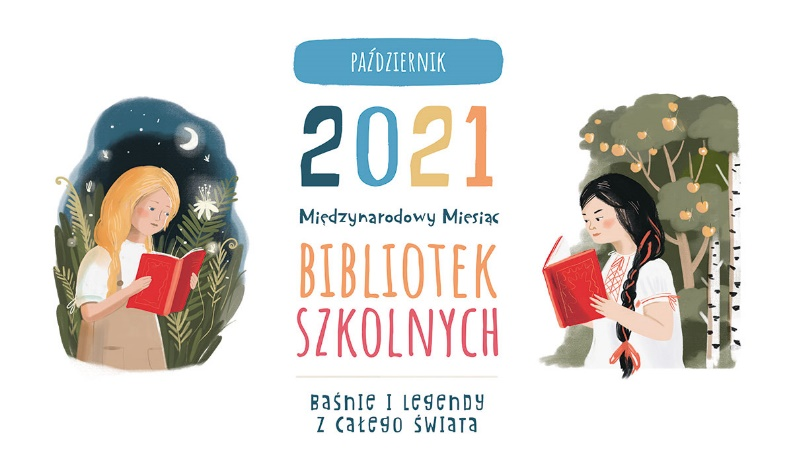 PAŹDZIERNIK
2021
Międzynarodowy Miesiąc
BIBLIOTEK
SZKOLNYCH
Baśnie i legendy
z całego świata